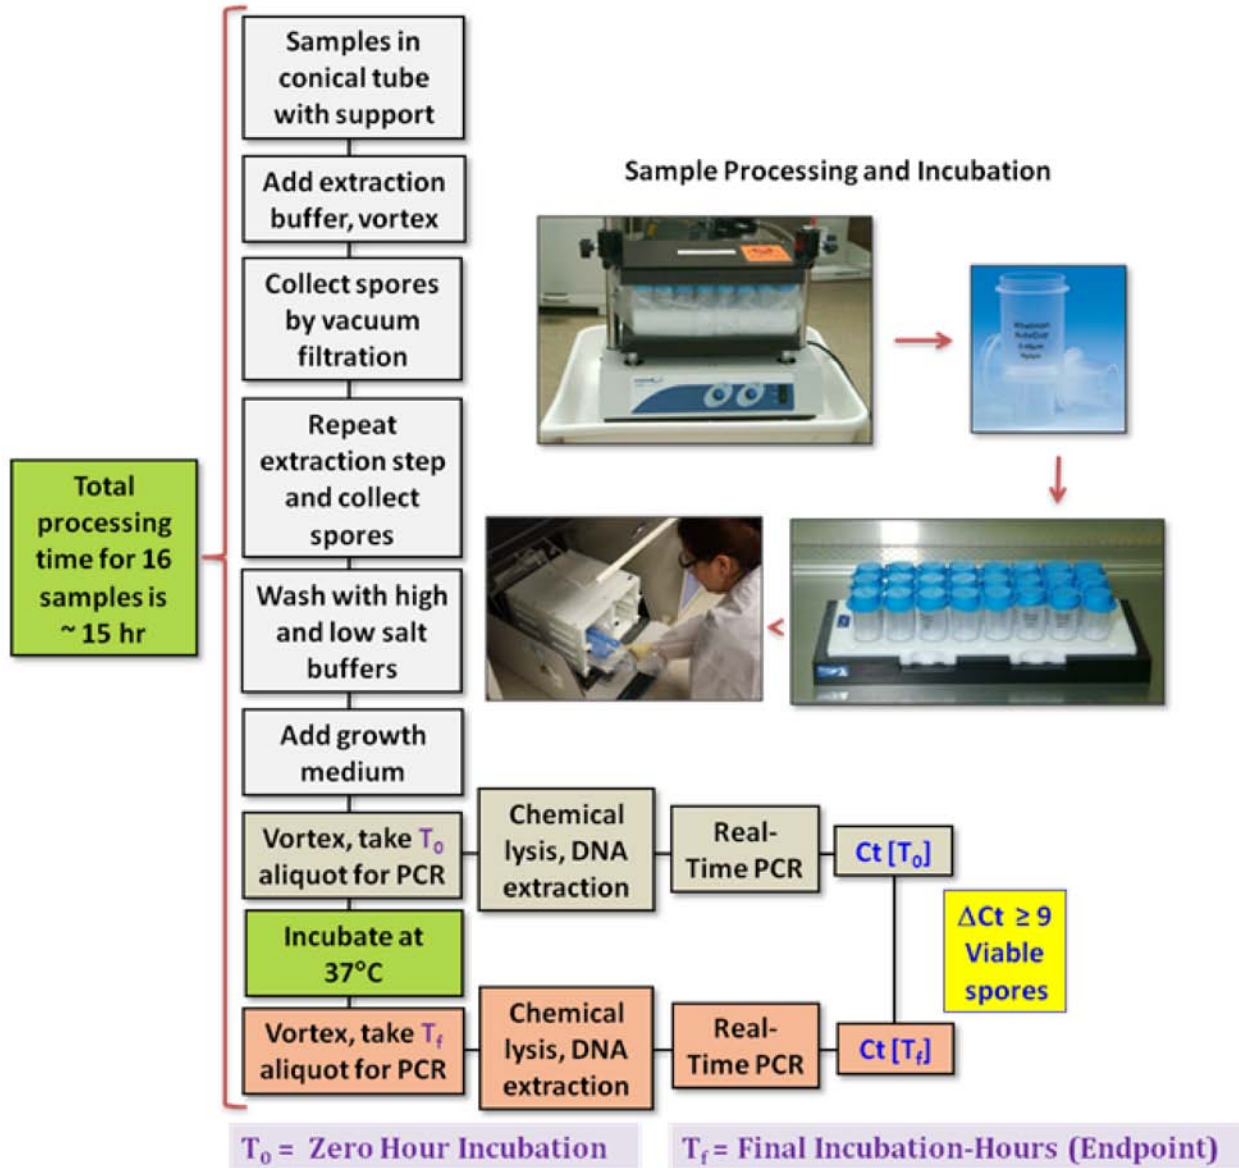 Samples in
conical tube
with support
Add extraction
buffer, vortex
Collect spores
by vacuum
filtration
Repeat
extraction step
and collect
spores
Wash with high
and low salt
buffers
Add growth
medium
Vortex, take T₀
aliquot for PCR
Chemical
lysis, DNA
extraction
Real-
Time PCR
Ct [T₀]
Incubate at
37°C
Vortex, take T_f
aliquot for PCR
Chemical
lysis, DNA
extraction
Real-
Time PCR
Ct [T_f]
ΔCt ≥ 9
Viable
spores
Total
processing
time for 16
samples is
~ 15 hr
Sample Processing and Incubation
T₀ = Zero Hour Incubation
T_f = Final Incubation-Hours (Endpoint)